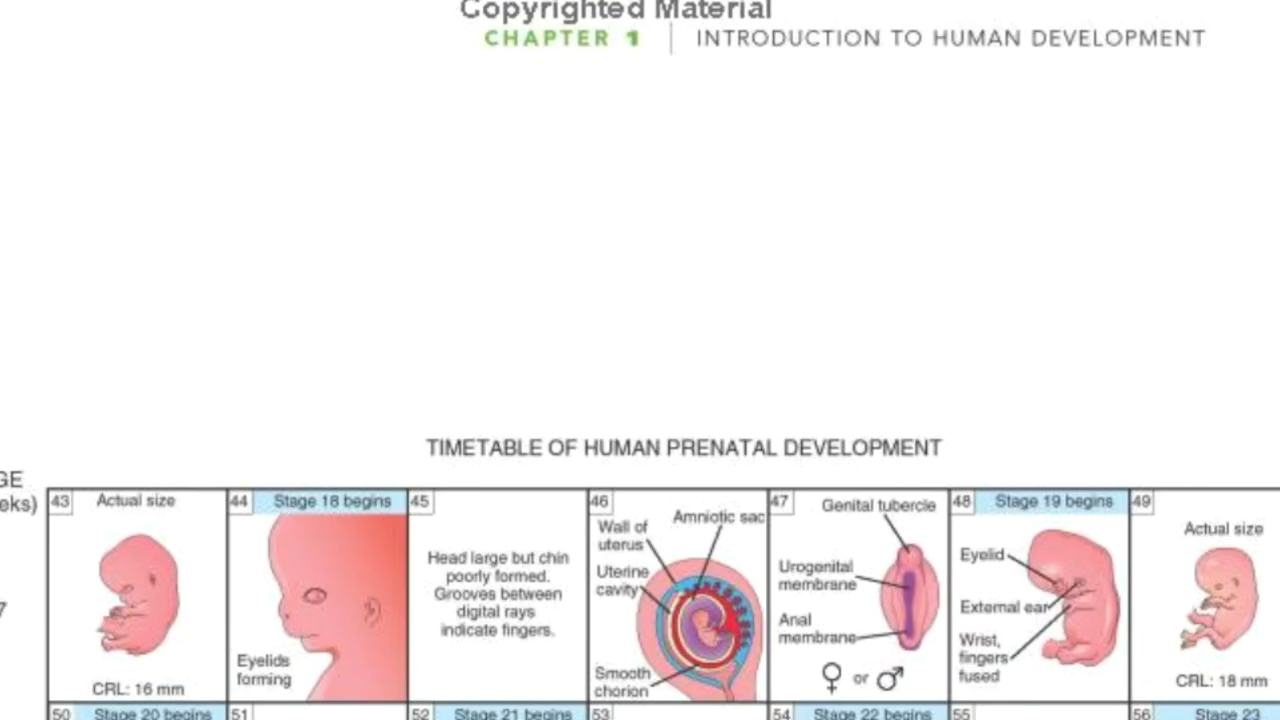 Copyrighted Material
CHAPTER 1 | INTRODUCTION TO HUMAN DEVELOPMENT
TIMETABLE OF HUMAN PRENATAL DEVELOPMENT
GE
eks)
7
43 Actual size
CRL: 16 mm
44 Stage 18 begins
Eyelids
forming
45
Head large but chin
poorly formed.
Grooves between
digital rays
indicate fingers.
46
Amniotic sac
Wall of
uterus
Uterine
cavity
Smooth
chorion
47 Genital tubercle
Urogenital
membrane
Anal
membrane
♀ or ♂
48 Stage 19 begins
Eyelid
External ear
Wrist,
fingers
fused
49
Actual size
CRL: 18 mm
50 Stage 20 begins
51
52 Stage 21 begins
53
54 Stage 22 begins
55
56 Stage 23